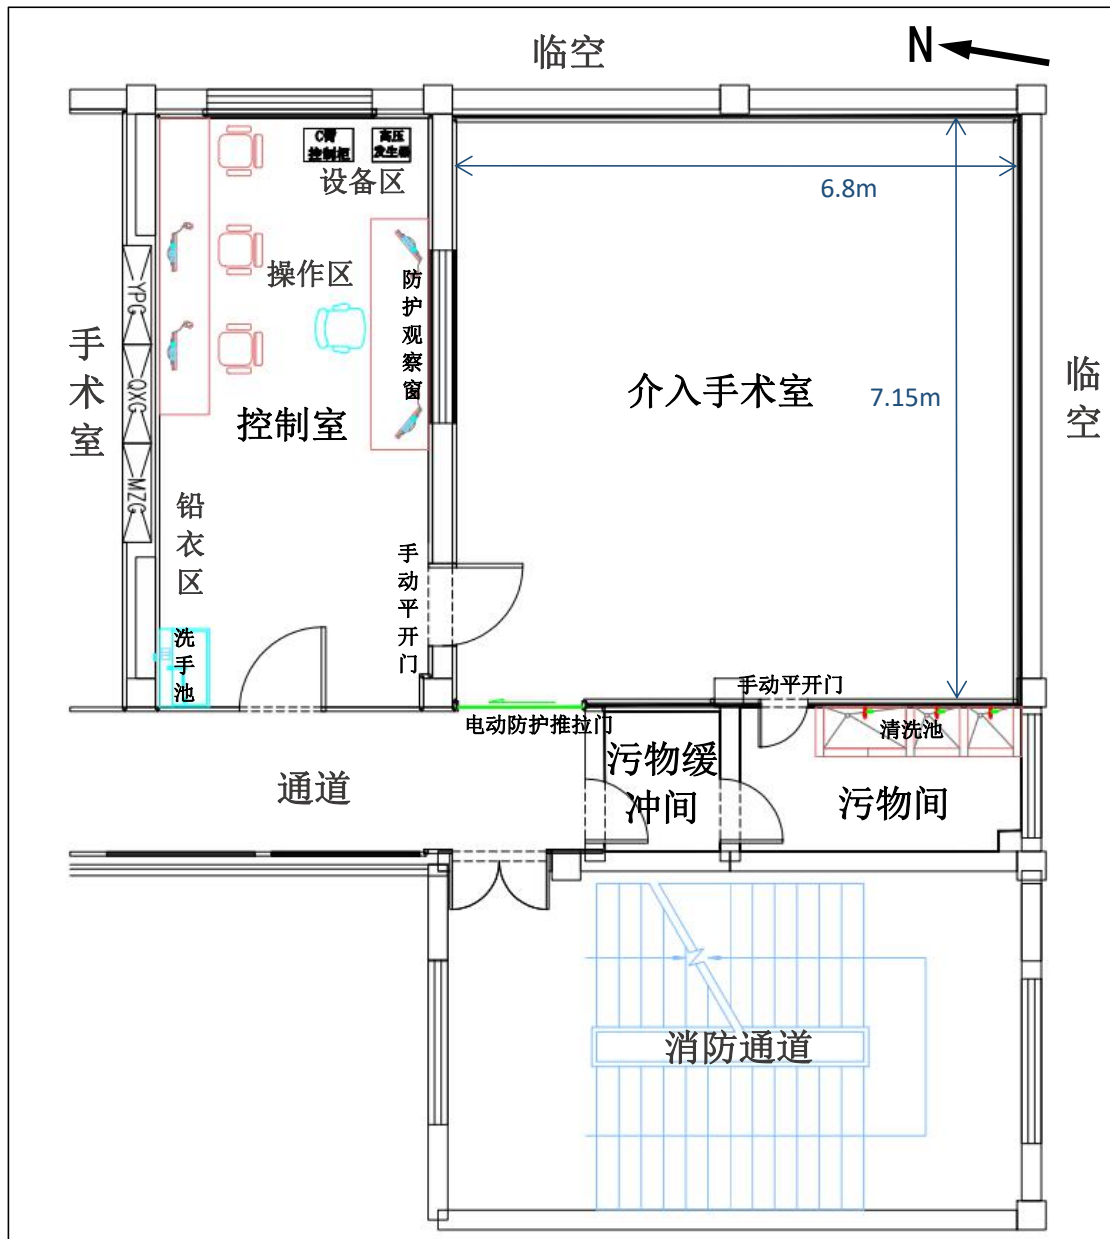 临空
N
C臂
控制柜
高压
发生器
设备区
6.8m
操作区
防护观察窗
YPG
QXG
MZG
手术室
控制室
介入手术室
7.15m
临空
铅衣区
手动平开门
洗手池
手动平开门
电动防护推拉门
清洗池
通道
污物缓
冲间
污物间
消防通道